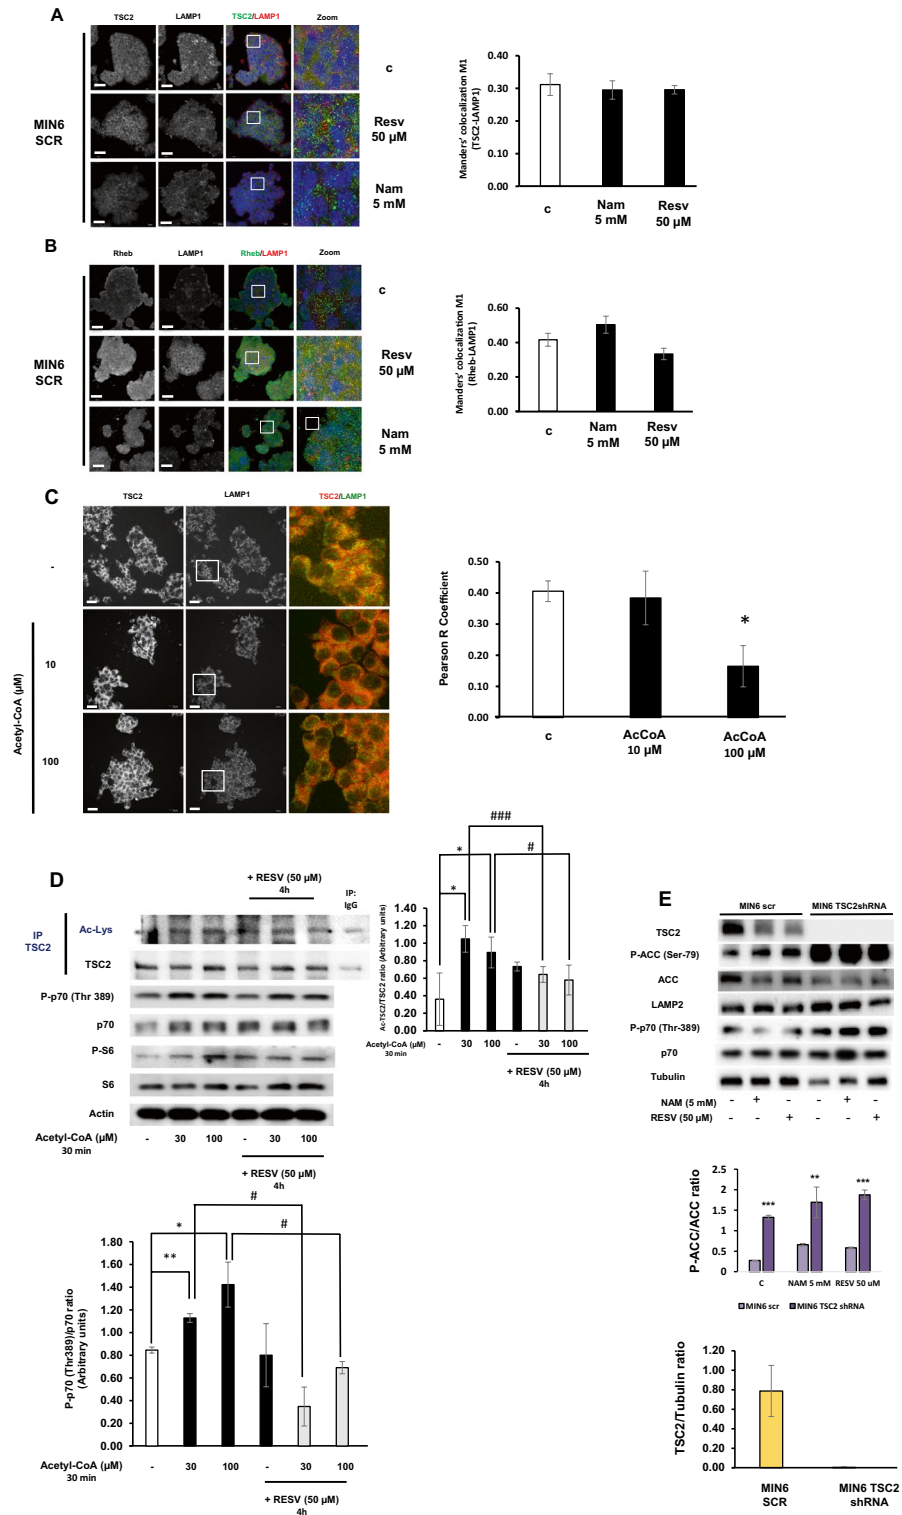 A
TSC2 LAMP1 TSC2/LAMP1 Zoom
MIN6
SCR
c
Resv
50 µM
Nam
5 mM
Manders' colocalization M1
(TSC2-LAMP1)
0.40
0.30
0.20
0.10
0.00
c
Nam
5 mM
Resv
50 µM
B
Rheb LAMP1 Rheb/LAMP1 Zoom
MIN6
SCR
c
Resv
50 µM
Nam
5 mM
Manders' colocalization M1
(Rheb-LAMP1)
0.60
0.40
0.20
0.00
c
Nam
5 mM
Resv
50 µM
C
TSC2 LAMP1 TSC2/LAMP1
Acetyl-CoA (µM)
-
10
100
Pearson R Coefficient
0.50
0.40
0.30
0.20
0.10
0.00
*
c
AcCoA
10 µM
AcCoA
100 µM
D
+ RESV (50 µM)
4h
IP:
IgG
IP
TSC2
Ac-Lys
TSC2
P-p70 (Thr 389)
p70
P-S6
S6
Actin
Acetyl-CoA (µM) - 30 100 - 30 100
30 min
+ RESV (50 µM)
4h
###
* #
*
Ac-TSC2/TSC2 ratio (Arbitrary units)
1.40
1.20
1.00
0.80
0.60
0.40
0.20
0.00
Acetyl-CoA (µM) - 30 100 - 30 100
30 min
+ RESV (50 µM)
4h
#
* #
**
P-p70 (Thr389)/p70 ratio
(Arbitrary units)
1.80
1.60
1.40
1.20
1.00
0.80
0.60
0.40
0.20
0.00
Acetyl-CoA (µM) - 30 100 - 30 100
30 min
+ RESV (50 µM)
4h
E
MIN6 scr MIN6 TSC2shRNA
TSC2
P-ACC (Ser-79)
ACC
LAMP2
P-p70 (Thr-389)
p70
Tubulin
NAM (5 mM) - + - - + -
RESV (50 µM) - - + - - +
P-ACC/ACC ratio
2.5
2
1.5
1
0.5
0
*** ** ***
C NAM 5 mM RESV 50 uM
MIN6 scr MIN6 TSC2 shRNA
TSC2/Tubulin ratio
1.20
1.00
0.80
0.60
0.40
0.20
0.00
MIN6
SCR
MIN6 TSC2
shRNA